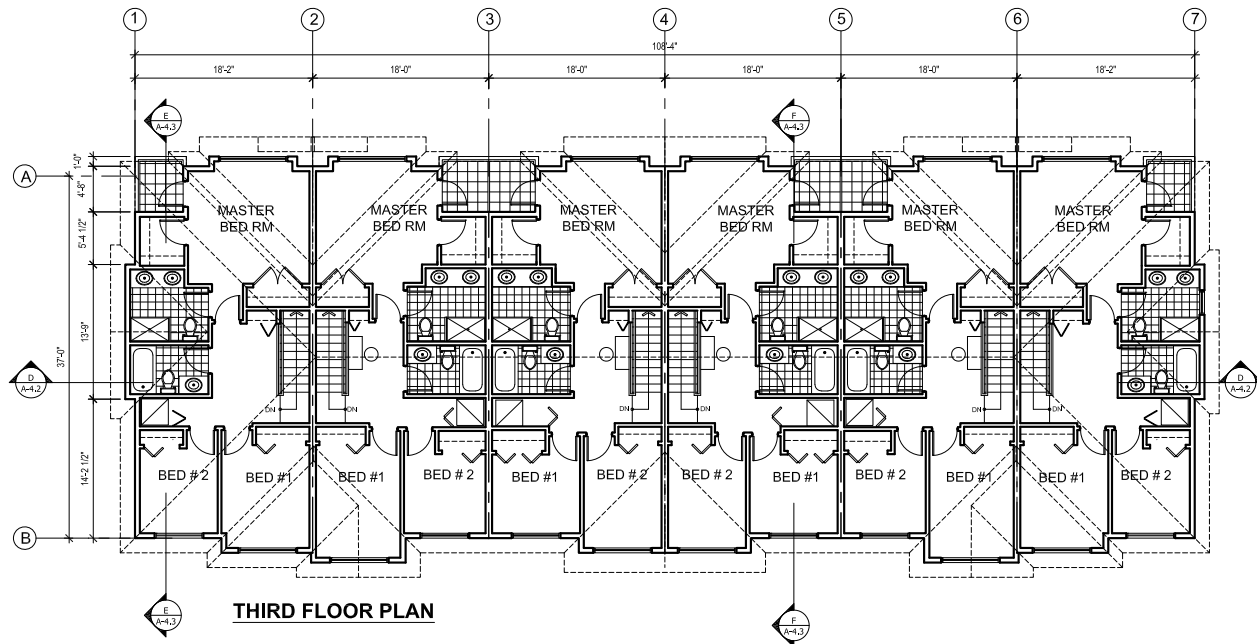 1 2 3 4 5 6 7
108'-4"
18'-2" 18'-0" 18'-0" 18'-0" 18'-0" 18'-2"
E
A-4.3
F
A-4.3
1'-0"
A
4'-8"
MASTER
BED RM
MASTER
BED RM
MASTER
BED RM
MASTER
BED RM
MASTER
BED RM
MASTER
BED RM
5'-4 1/2"
13'-9"
37'-0"
D
A-4.2
D
A-4.2
DN DN DN DN DN DN
14'-2 1/2"
BED # 2 BED #1 BED #1 BED # 2 BED #1 BED # 2 BED # 2 BED #1 BED # 2 BED #1 BED #1 BED # 2
B
E
A-4.3
THIRD FLOOR PLAN
F
A-4.3